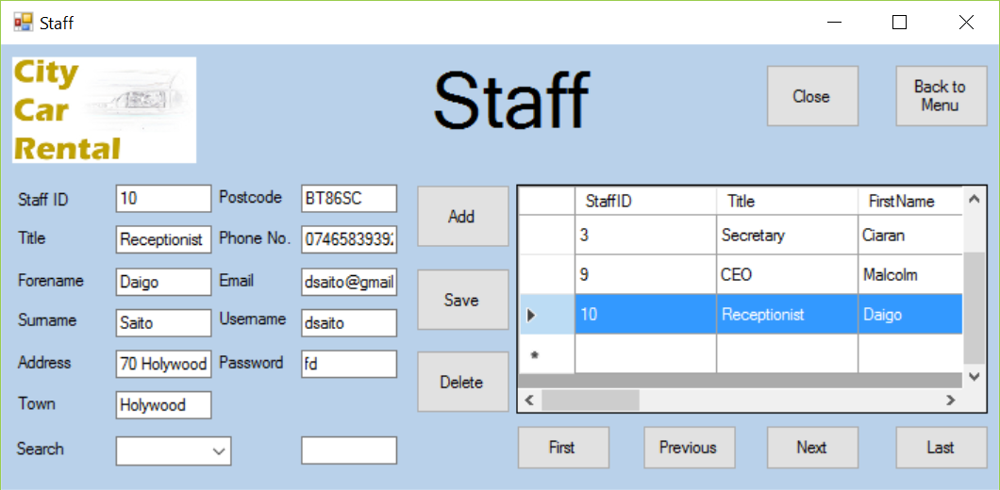 Staff
City
Car
Rental
Staff
Close
Back to
Menu
Staff ID 10 Postcode BT86SC
Title Receptionist Phone No. 0746583939
Forename Daigo Email dsaito@gmail
Surname Saito Username dsaito
Address 70 Holywood Password fd
Town Holywood
Search
Add
Save
Delete
StaffID Title FirstName
3 Secretary Ciaran
9 CEO Malcolm
10 Receptionist Daigo
*
First Previous Next Last